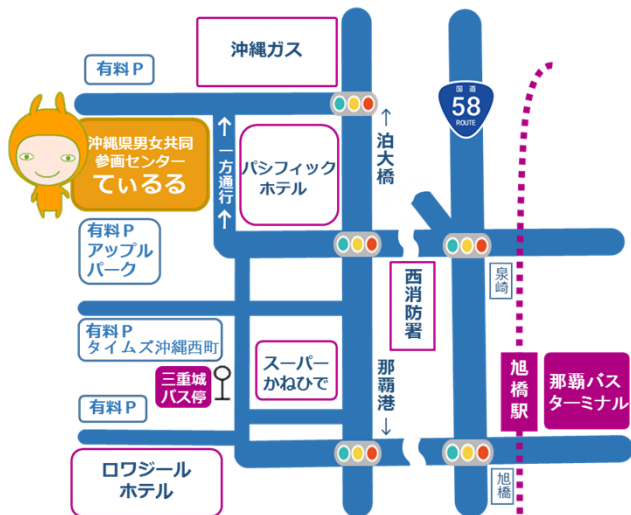 沖縄ガス
有料P
国道
58
ROUTE
沖縄県男女共同
参画センター
ているる
↑一方通行↑
パシフィック
ホテル
↑泊大橋
有料P
アップル
パーク
西消防署
泉崎
有料P
タイムズ沖縄西町
三重城
バス停
スーパー
かねひで
那覇港↓
旭橋駅
那覇バス
ターミナル
有料P
ロワジール
ホテル
旭橋